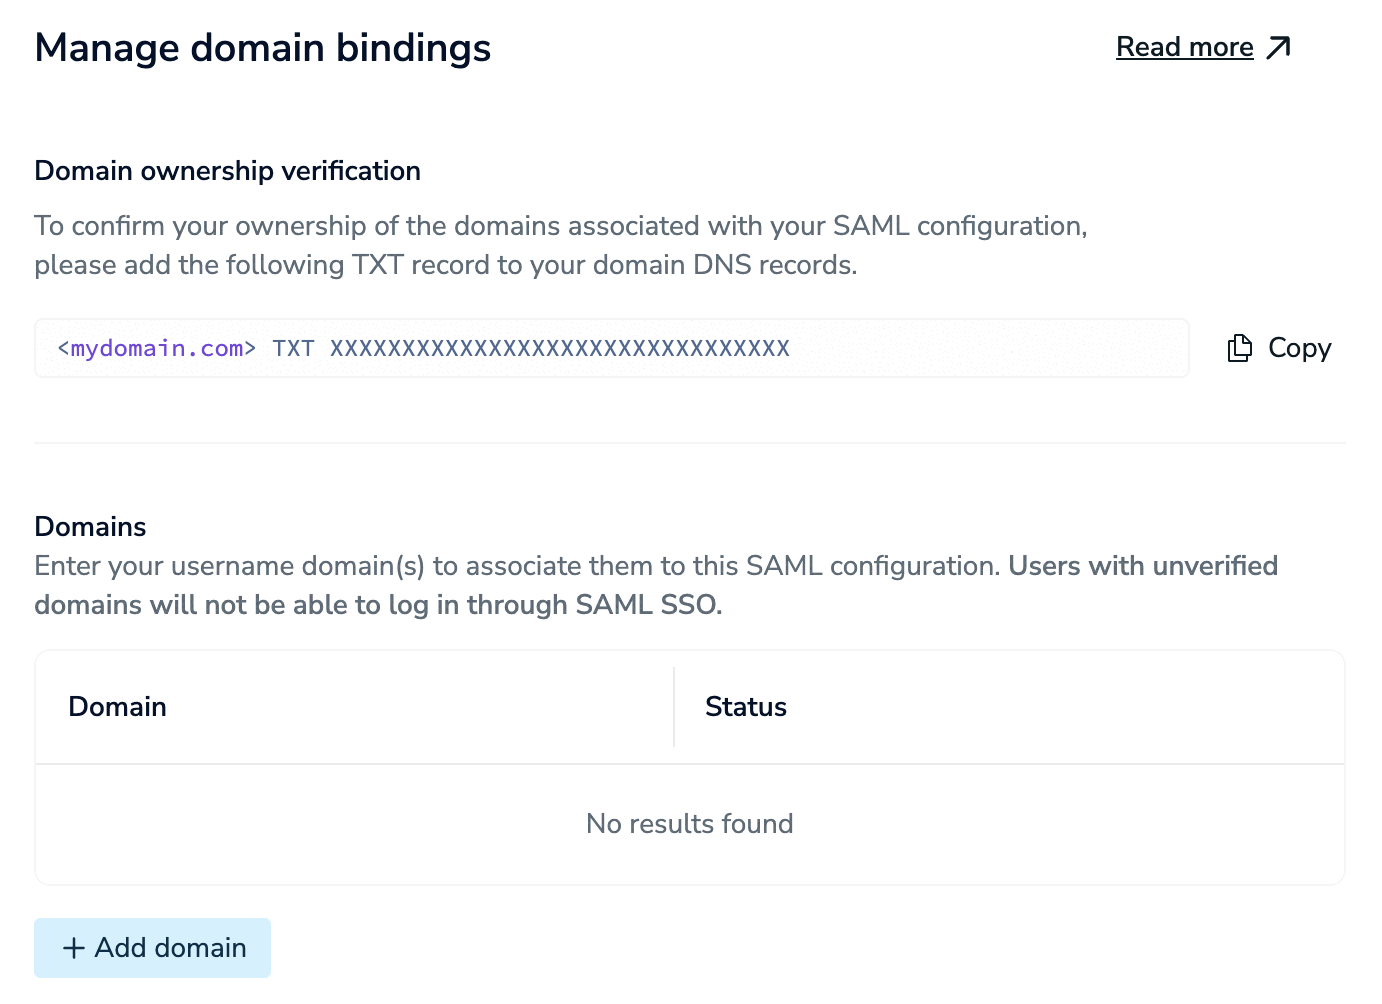 Manage domain bindings
Read more
Domain ownership verification
To confirm your ownership of the domains associated with your SAML configuration,
please add the following TXT record to your domain DNS records.
<mydomain.com> TXT XXXXXXXXXXXXXXXXXXXXXXXXXXXXXXXX
Copy
Domains
Enter your username domain(s) to associate them to this SAML configuration. Users with unverified
domains will not be able to log in through SAML SSO.
Domain
Status
No results found
+ Add domain